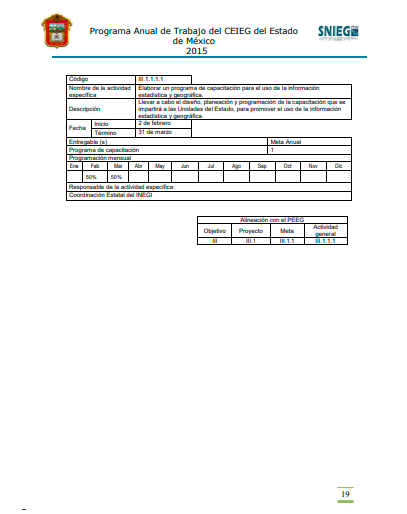 Programa Anual de Trabajo del CEIEG del Estado
de México
2015
SNIEG
Código III.1.1.1.1
Nombre de la actividad específica Elaborar un programa de capacitación para el uso de la información estadística y geográfica.
Descripción Llevar a cabo el diseño, planeación y programación de la capacitación que se impartirá a las Unidades del Estado, para promover el uso de la información estadística y geográfica.
Fecha Inicio 2 de febrero
Término 31 de marzo
Entregable (s) Meta Anual
Programa de capacitación 1
Programación mensual
Ene Feb Mar Abr May Jun Jul Ago Sep Oct Nov Dic
50% 50%
Responsable de la actividad específica:
Coordinación Estatal del INEGI
Alineación con el PEEG
Objetivo Proyecto Meta Actividad general
III III.1 III.1.1 III.1.1.1
19